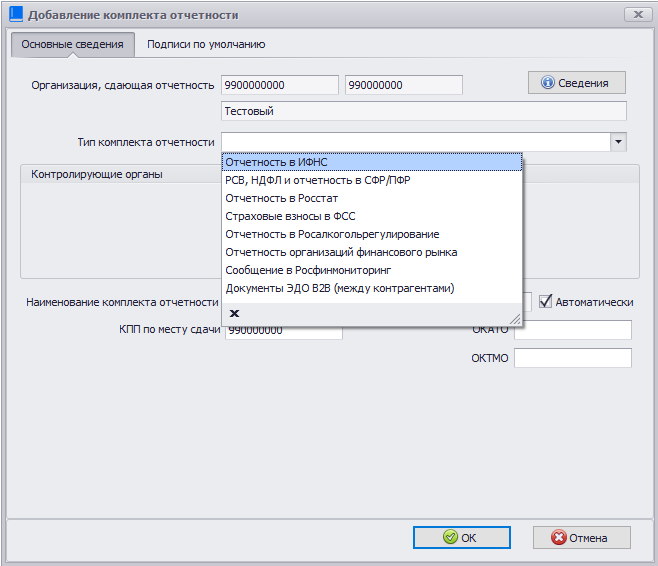 Добавление комплекта отчетности
Основные сведения Подписи по умолчанию
Организация, сдающая отчетность 9900000000 990000000 Сведения
Тестовый
Тип комплекта отчетности
Отчетность в ИФНС
Контролирующие органы
РСВ, НДФЛ и отчетность в СФР/ПФР
Отчетность в Росстат
Страховые взносы в ФСС
Отчетность в Росалкогольрегулирование
Отчетность организаций финансового рынка
Сообщение в Росфинмониторинг
Документы ЭДО B2B (между контрагентами)
Наименование комплекта отчетности Автоматически
КПП по месту сдачи 990000000 ОКАТО
ОКТМО
ОК Отмена